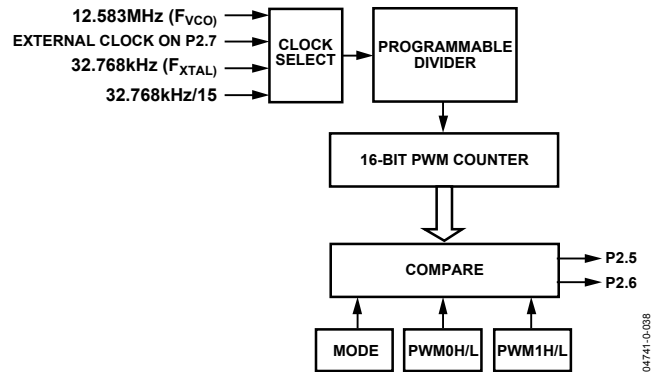 12.583MHz (FVCO)
EXTERNAL CLOCK ON P2.7
32.768kHz (FXTAL)
32.768kHz/15
CLOCK
SELECT
PROGRAMMABLE
DIVIDER
16-BIT PWM COUNTER
COMPARE
P2.5
P2.6
MODE
PWM0H/L
PWM1H/L
04741-0-038